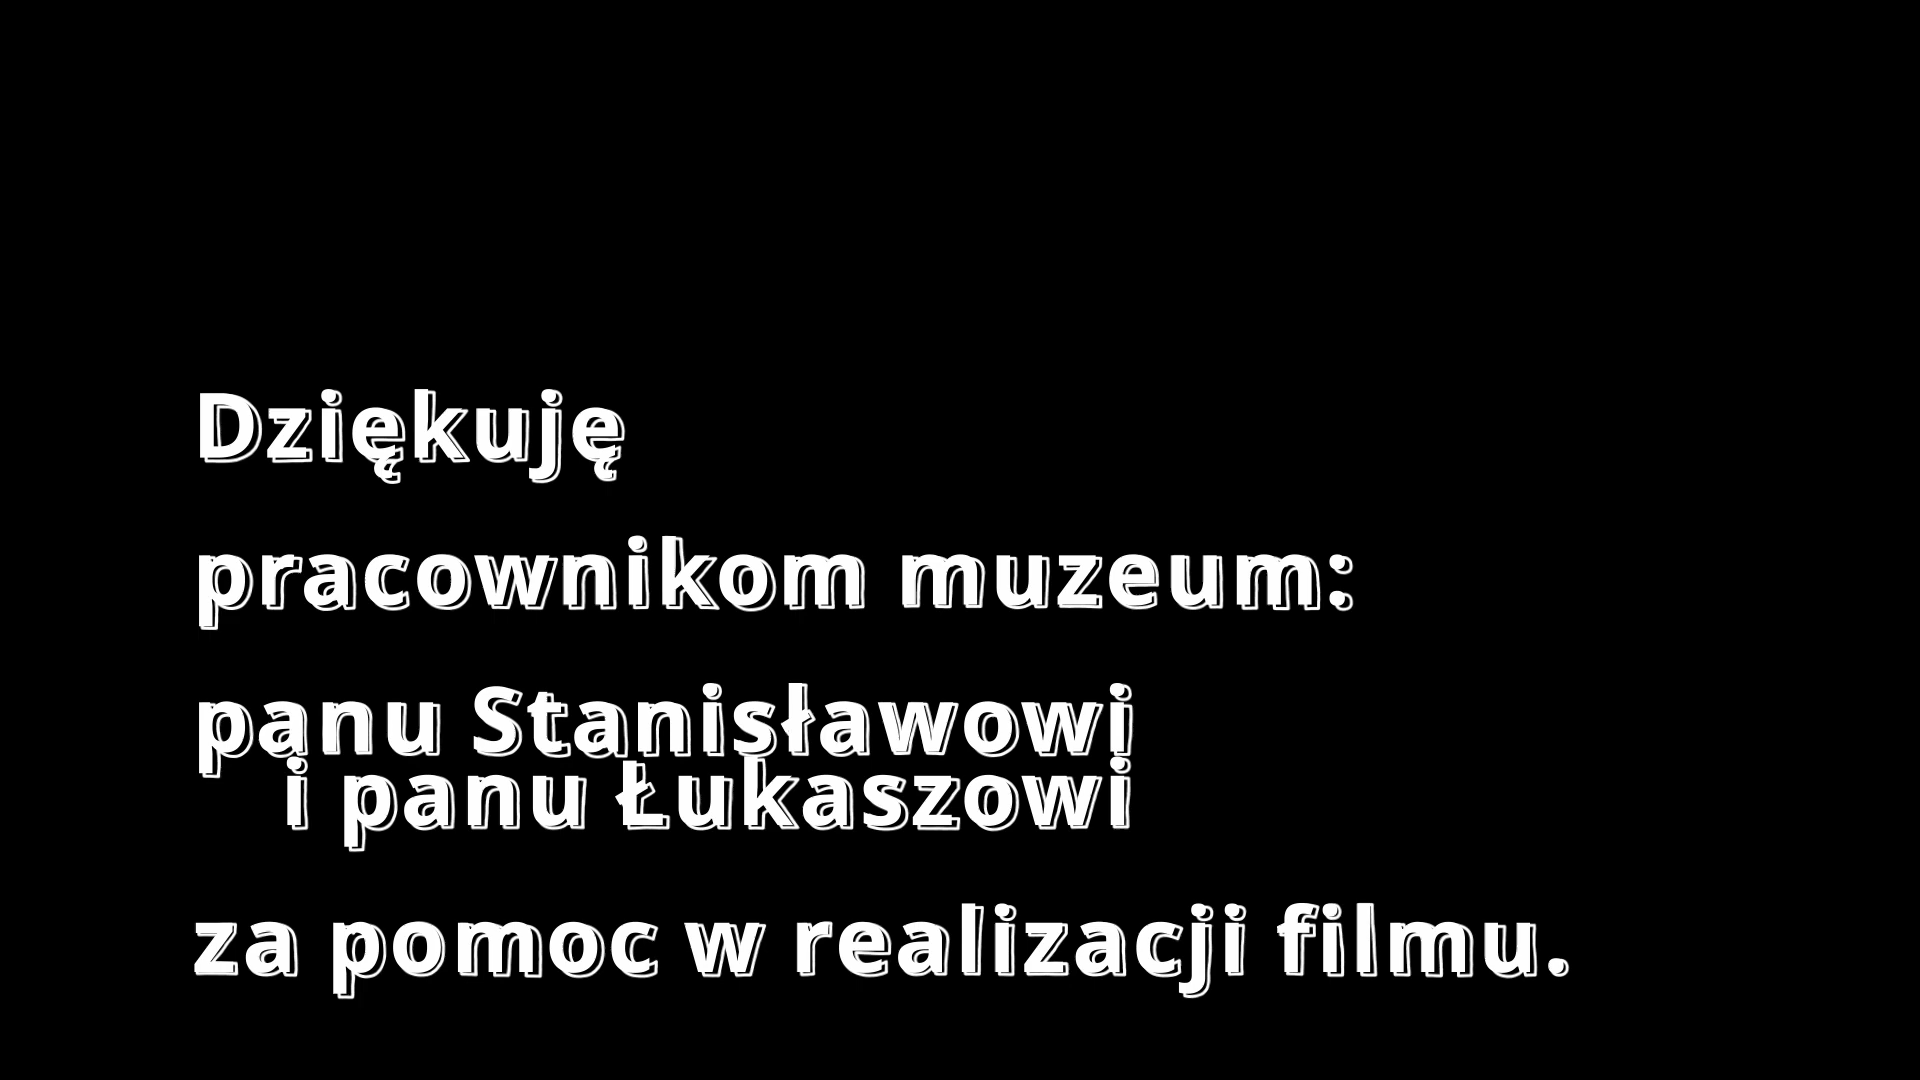 Dziękuję
pracownikom muzeum:
panu Stanisławowi
i panu Łukaszowi
za pomoc w realizacji filmu.